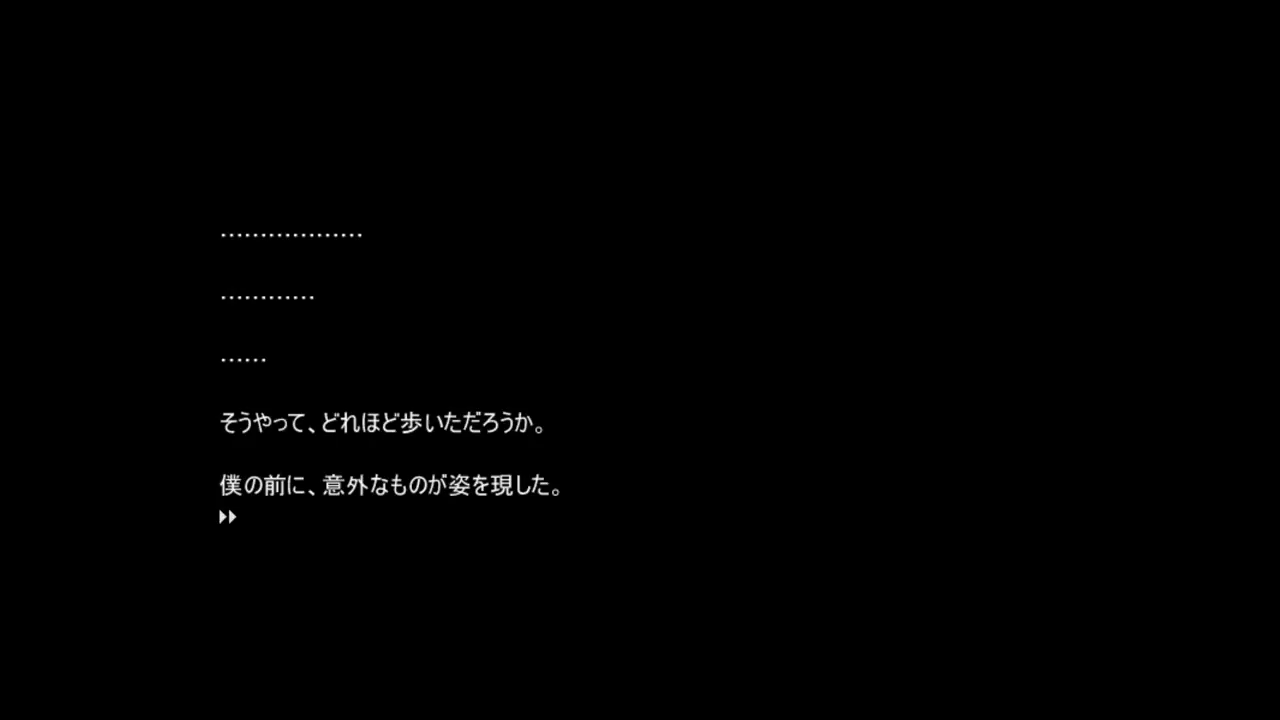 ………………
…………
……
そうやって、どれほど歩いただろうか。
僕の前に、意外なものが姿を現した。